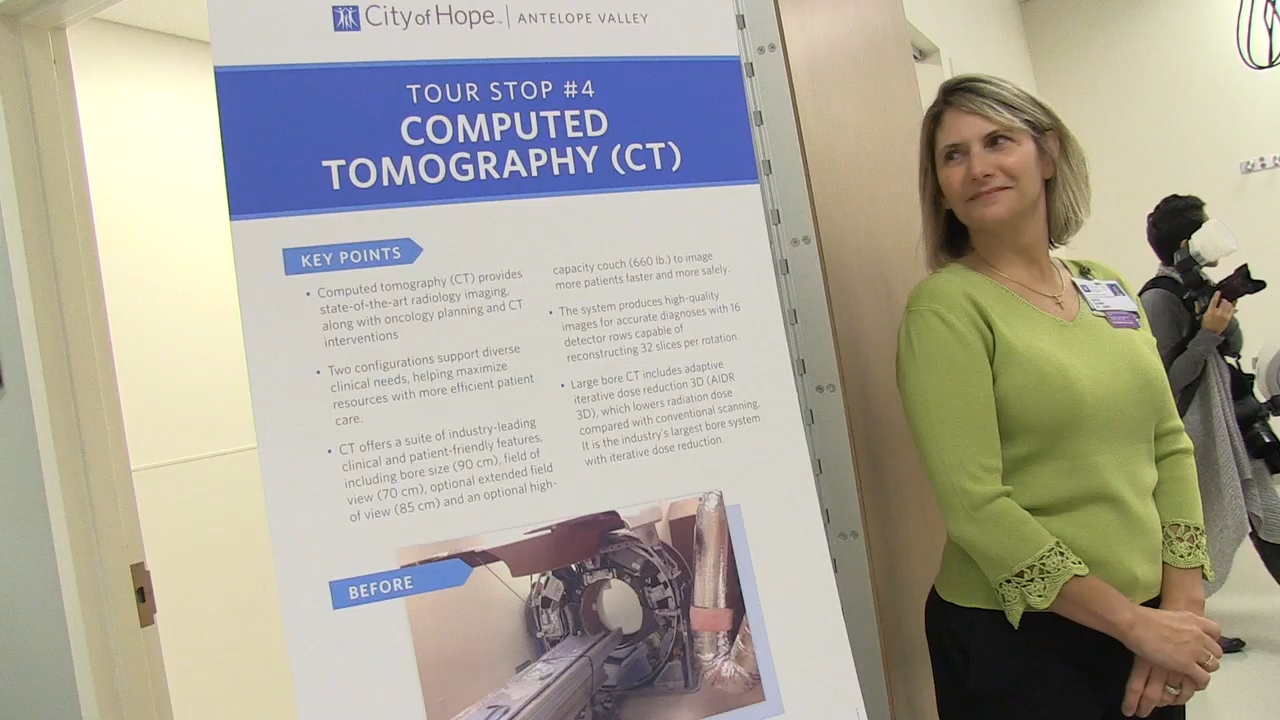 City of Hope™ | ANTELOPE VALLEY
TOUR STOP #4
COMPUTED
TOMOGRAPHY (CT)
KEY POINTS
• Computed tomography (CT) provides
state-of-the-art radiology imaging,
along with oncology planning and CT
interventions
• Two configurations support diverse
clinical needs, helping maximize
resources with more efficient patient
care.
• CT offers a suite of industry-leading
clinical and patient-friendly features,
including bore size (90 cm), field of
view (70 cm), optional extended field
of view (85 cm) and an optional high-
capacity couch (660 lb.) to image
more patients faster and more safely.
• The system produces high-quality
images for accurate diagnoses with 16
detector rows capable of
reconstructing 32 slices per rotation.
• Large bore CT includes adaptive
iterative dose reduction 3D (AIDR
3D), which lowers radiation dose
compared with conventional scanning.
It is the industry's largest bore system
with iterative dose reduction.
BEFORE